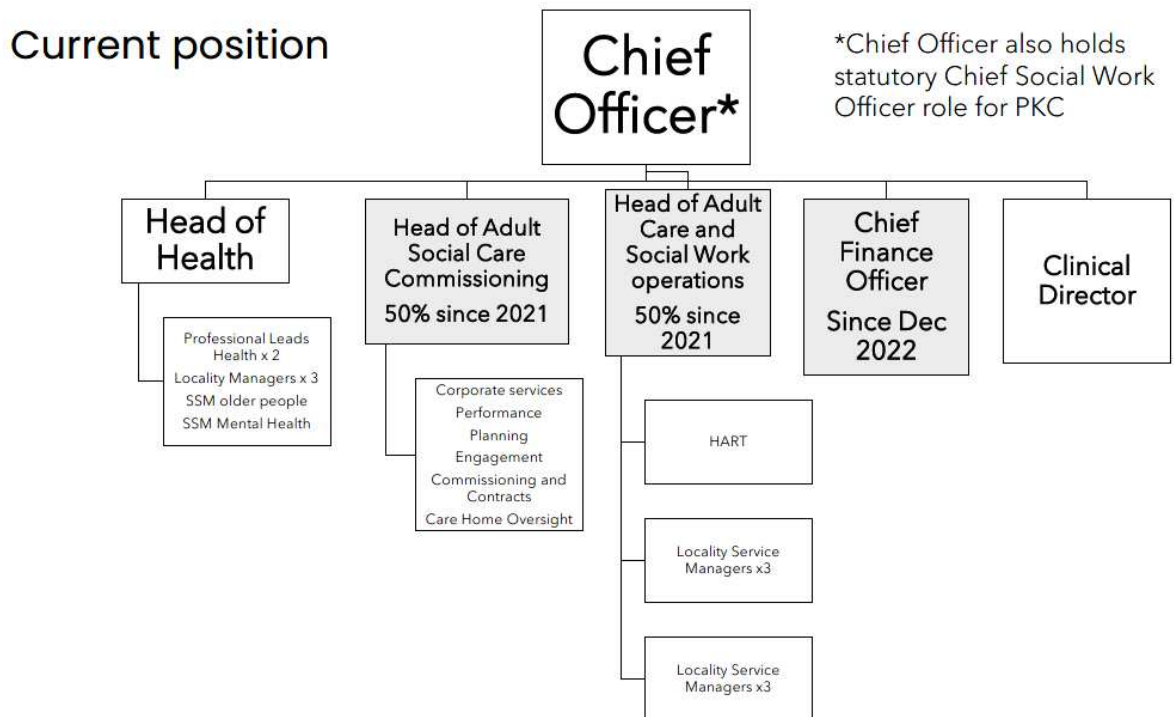 Current position
Chief
Officer*
*Chief Officer also holds
statutory Chief Social Work
Officer role for PKC
Head of
Health
Professional Leads
Health x 2
Locality Managers x 3
SSM older people
SSM Mental Health
Head of Adult
Social Care
Commissioning
50% since 2021
Corporate services
Performance
Planning
Engagement
Commissioning and
Contracts
Care Home Oversight
Head of Adult
Care and
Social Work
operations
50% since
2021
HART
Locality Service
Managers x3
Locality Service
Managers x3
Chief
Finance
Officer
Since Dec
2022
Clinical
Director